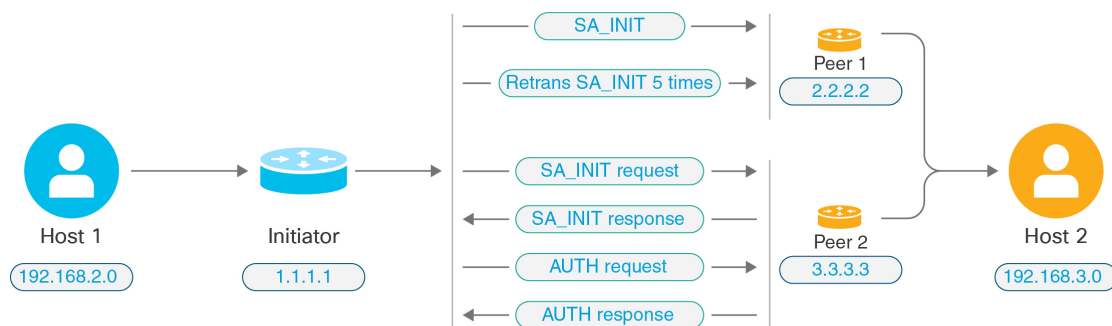 SA_INIT
Retrans SA_INIT 5 times
Peer 1
2.2.2.2
Host 1
192.168.2.0
Initiator
1.1.1.1
SA_INIT request
SA_INIT response
AUTH request
AUTH response
Peer 2
3.3.3.3
Host 2
192.168.3.0